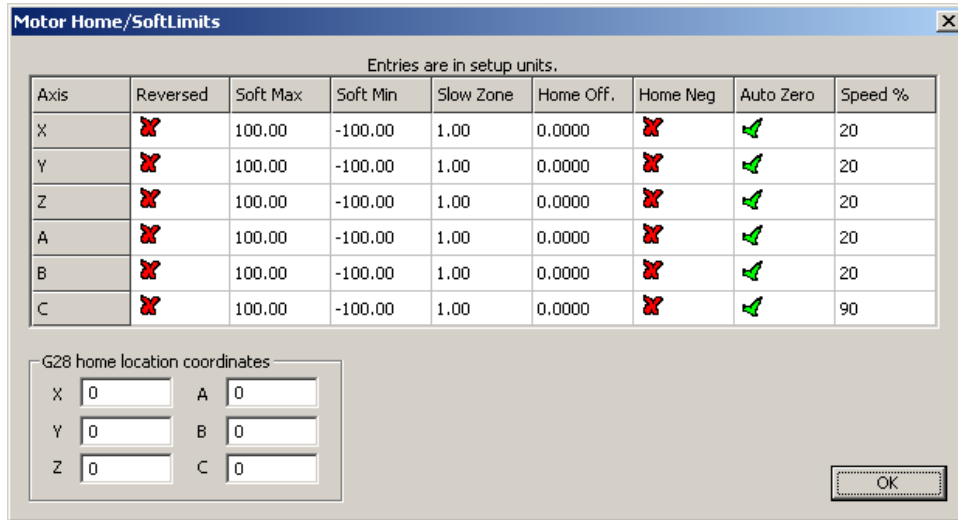 Motor Home/SoftLimits
Entries are in setup units.
Axis Reversed Soft Max Soft Min Slow Zone Home Off. Home Neg Auto Zero Speed %
X 100.00 -100.00 1.00 0.0000 20
Y 100.00 -100.00 1.00 0.0000 20
Z 100.00 -100.00 1.00 0.0000 20
A 100.00 -100.00 1.00 0.0000 20
B 100.00 -100.00 1.00 0.0000 20
C 100.00 -100.00 1.00 0.0000 90
G28 home location coordinates
X 0 A 0
Y 0 B 0
Z 0 C 0
OK